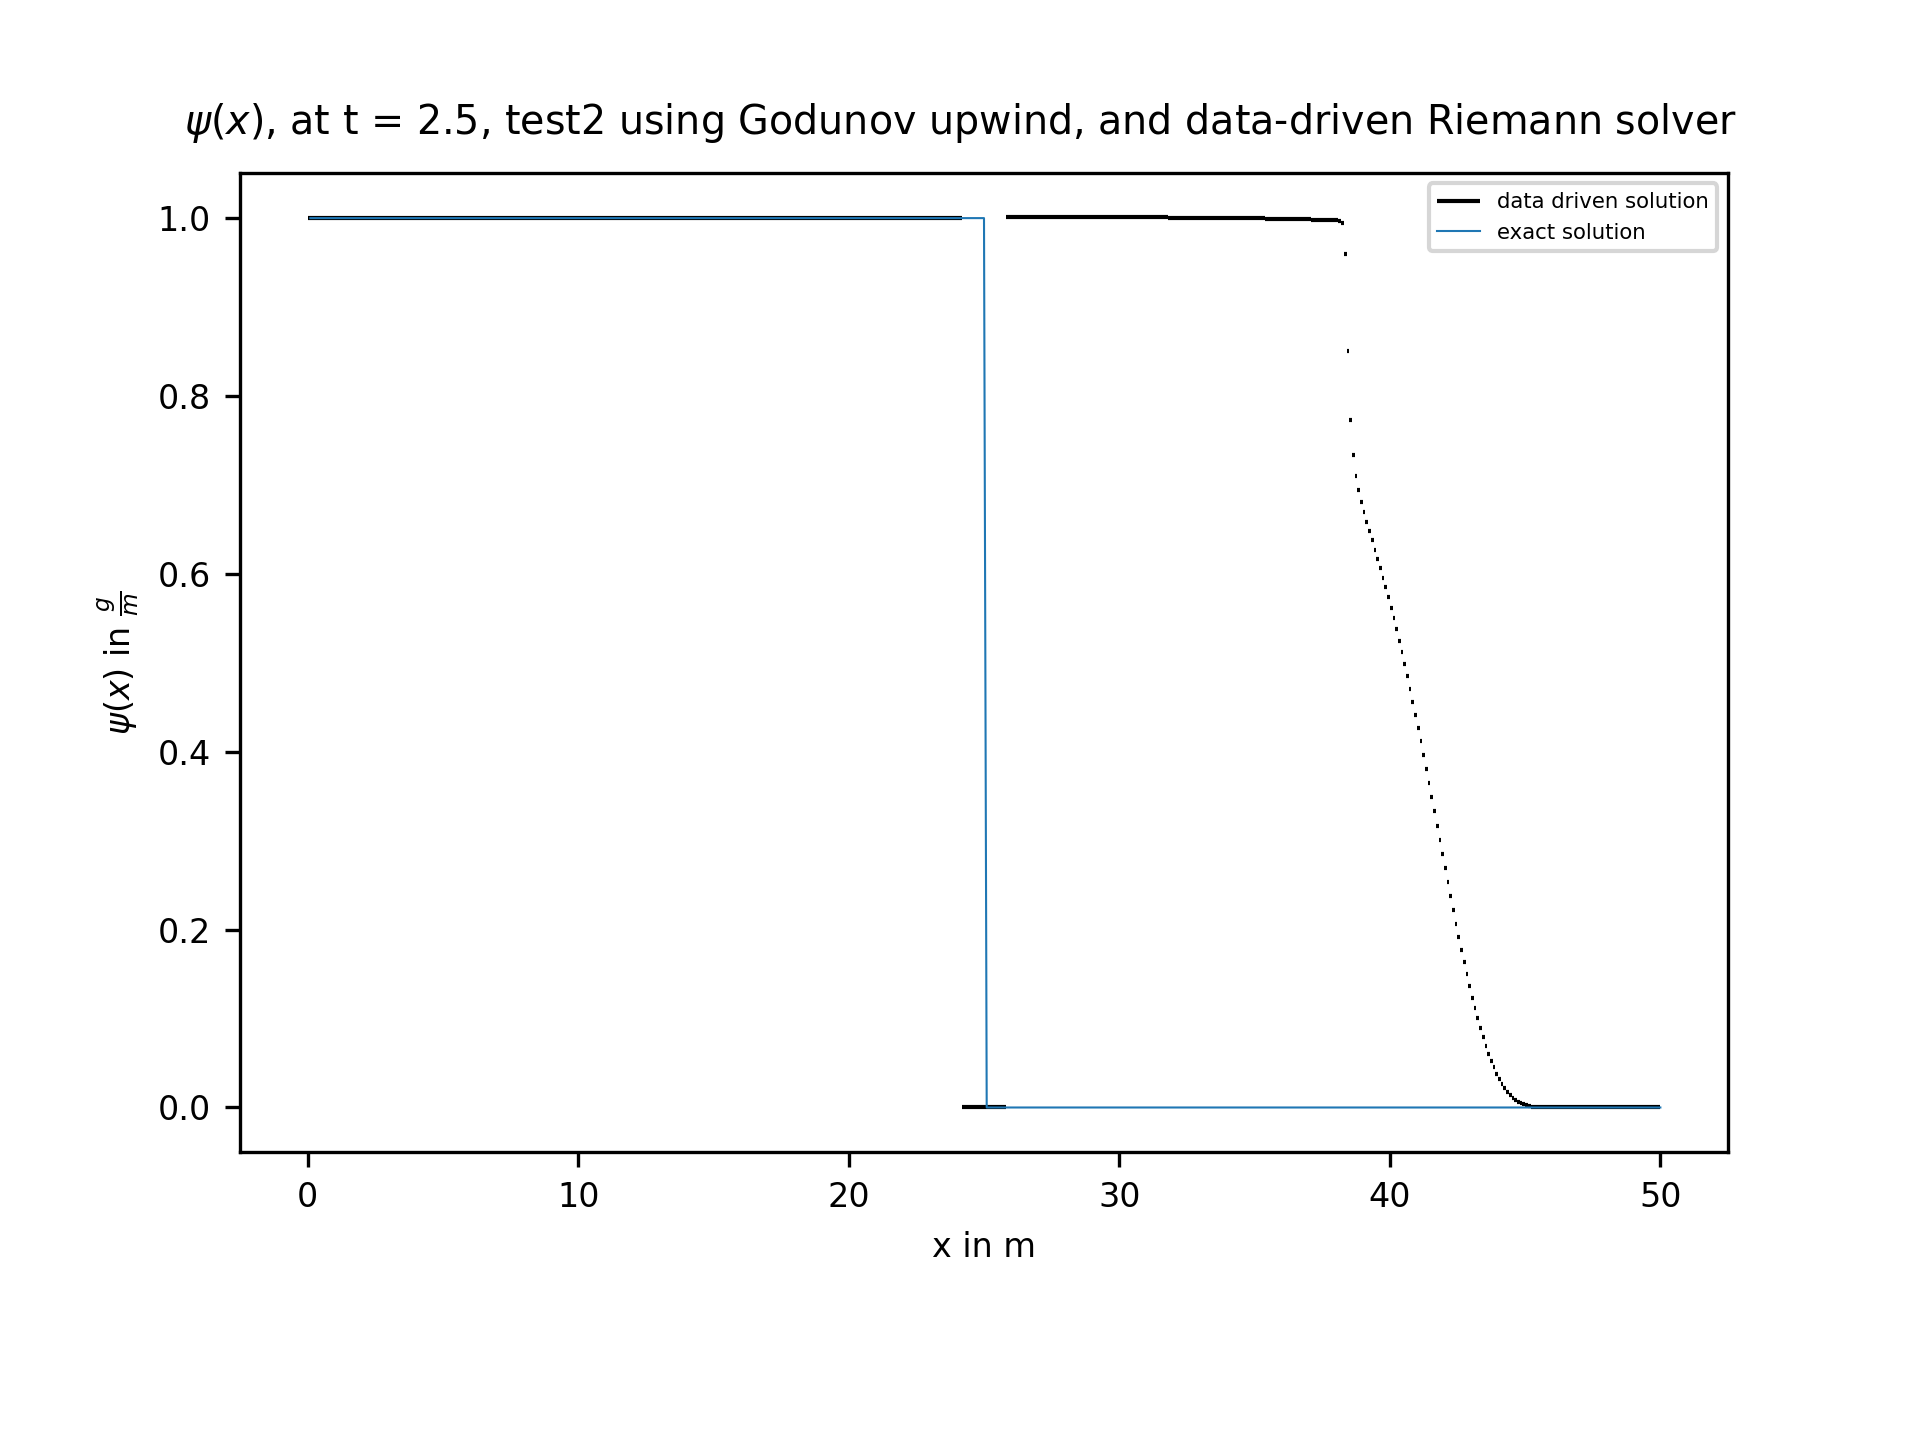 ψ(x), at t = 2.5, test2 using Godunov upwind, and data-driven Riemann solver
data driven solution
exact solution
1.0
0.8
0.6
0.4
0.2
0.0
ψ(x) in g/m
0 10 20 30 40 50
x in m